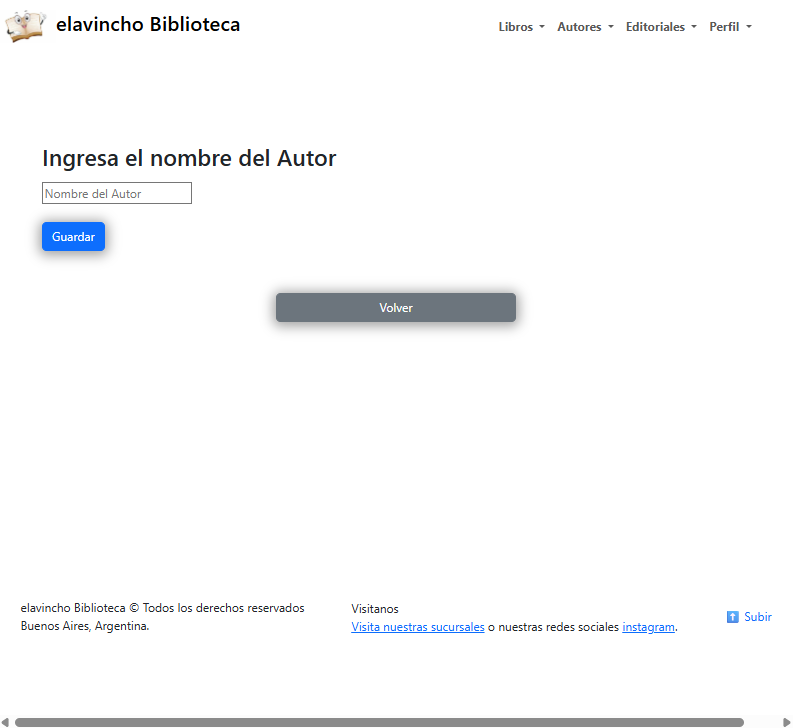 elavincho Biblioteca
Libros
Autores
Editoriales
Perfil
Ingresa el nombre del Autor
Nombre del Autor
Guardar
Volver
elavincho Biblioteca © Todos los derechos reservados
Buenos Aires, Argentina.
Visitanos
Visita nuestras sucursales o nuestras redes sociales instagram.
Subir